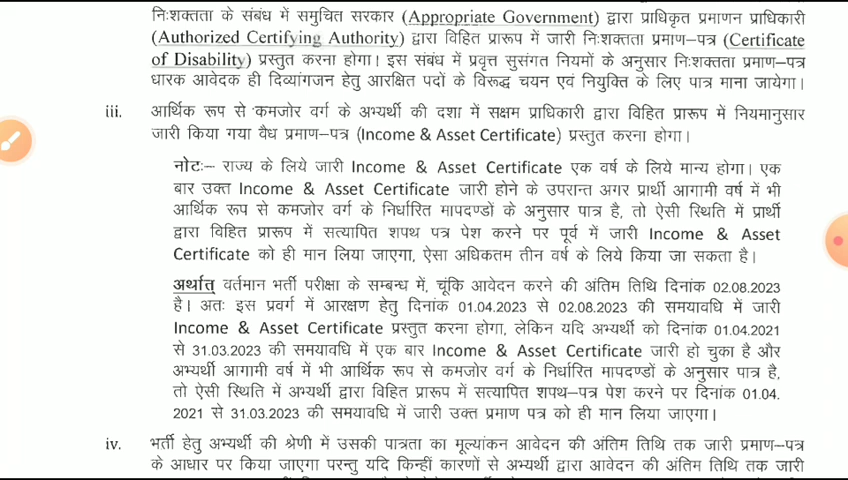 निःशक्तता के संबंध में समुचित सरकार (Appropriate Government) द्वारा प्राधिकृत प्रमाणन प्राधिकारी
(Authorized Certifying Authority) द्वारा विहित प्रारूप में जारी निःशक्तता प्रमाण–पत्र (Certificate
of Disability) प्रस्तुत करना होगा। इस संबंध में प्रवृत्त सुसंगत नियमों के अनुसार निःशक्तता प्रमाण–पत्र
धारक आवेदक ही दिव्यांगजन हेतु आरक्षित पदों के विरूद्ध चयन एवं नियुक्ति के लिए पात्र माना जायेगा।
iii. आर्थिक रूप से कमजोर वर्ग के अभ्यर्थी की दशा में सक्षम प्राधिकारी द्वारा विहित प्रारूप में नियमानुसार
जारी किया गया वैध प्रमाण–पत्र (Income & Asset Certificate) प्रस्तुत करना होगा।
नोटः– राज्य के लिये जारी Income & Asset Certificate एक वर्ष के लिये मान्य होगा। एक
बार उक्त Income & Asset Certificate जारी होने के उपरान्त अगर प्रार्थी आगामी वर्ष में भी
आर्थिक रूप से कमजोर वर्ग के निर्धारित मापदण्डों के अनुसार पात्र है, तो ऐसी स्थिति में प्रार्थी
द्वारा विहित प्रारूप में सत्यापित शपथ पत्र पेश करने पर पूर्व में जारी Income & Asset
Certificate को ही मान लिया जाएगा, ऐसा अधिकतम तीन वर्ष के लिये किया जा सकता है।
अर्थात् वर्तमान भर्ती परीक्षा के सम्बन्ध में, चूंकि आवेदन करने की अंतिम तिथि दिनांक 02.08.2023
है। अतः इस प्रवर्ग में आरक्षण हेतु दिनांक 01.04.2023 से 02.08.2023 की समयावधि में जारी
Income & Asset Certificate प्रस्तुत करना होगा, लेकिन यदि अभ्यर्थी को दिनांक 01.04.2021
से 31.03.2023 की समयावधि में एक बार Income & Asset Certificate जारी हो चुका है और
अभ्यर्थी आगामी वर्ष में भी आर्थिक रूप से कमजोर वर्ग के निर्धारित मापदण्डों के अनुसार पात्र है,
तो ऐसी स्थिति में अभ्यर्थी द्वारा विहित प्रारूप में सत्यापित शपथ–पत्र पेश करने पर दिनांक 01.04.
2021 से 31.03.2023 की समयावधि में जारी उक्त प्रमाण पत्र को ही मान लिया जाएगा।
iv. भर्ती हेतु अभ्यर्थी की श्रेणी में उसकी पात्रता का मूल्यांकन आवेदन की अंतिम तिथि तक जारी प्रमाण–पत्र
के आधार पर किया जाएगा परन्तु यदि किन्हीं कारणों से अभ्यर्थी द्वारा आवेदन की अंतिम तिथि तक जारी